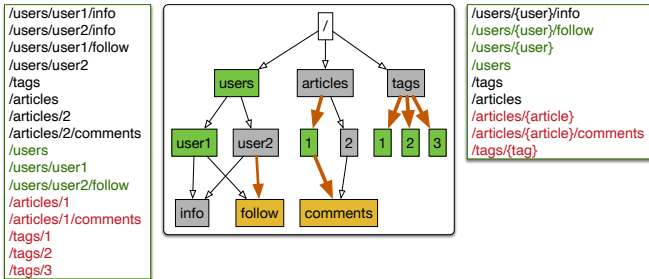 /users/user1/info
/users/user2/info
/users/user1/follow
/users/user2
/tags
/articles
/articles/2
/articles/2/comments
/users
/users/user1
/users/user2/follow
/articles/1
/articles/1/comments
/tags/1
/tags/2
/tags/3
/
users articles tags
user1 user2 1 2 1 2 3
info follow comments
/users/{user}/info
/users/{user}/follow
/users/{user}
/users
/tags
/articles
/articles/{article}
/articles/{article}/comments
/tags/{tag}